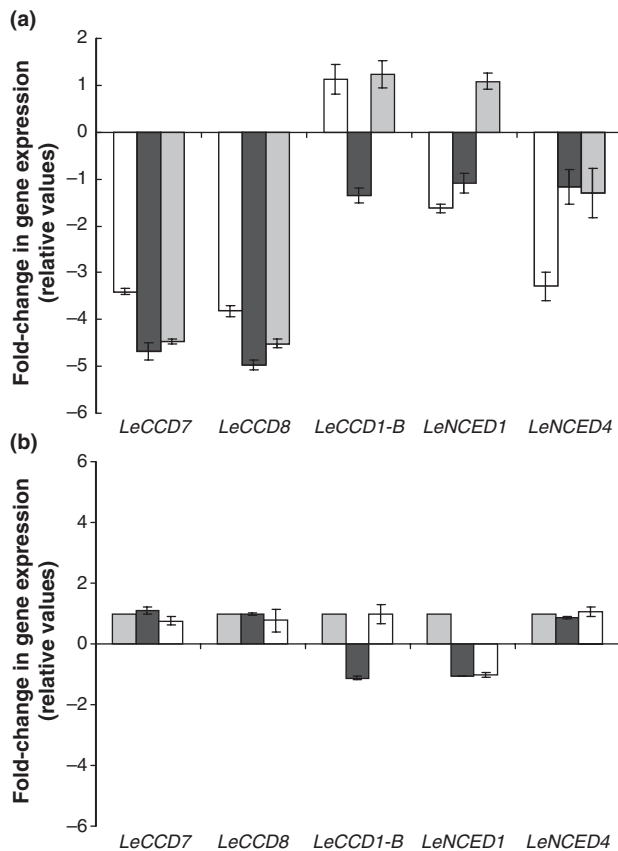 (a)
Fold-change in gene expression
(relative values)
2
1
0
−1
−2
−3
−4
−5
−6
LeCCD7 LeCCD8 LeCCD1-B LeNCED1 LeNCED4
(b)
Fold-change in gene expression
(relative values)
6
4
2
0
−2
−4
−6
LeCCD7 LeCCD8 LeCCD1-B LeNCED1 LeNCED4